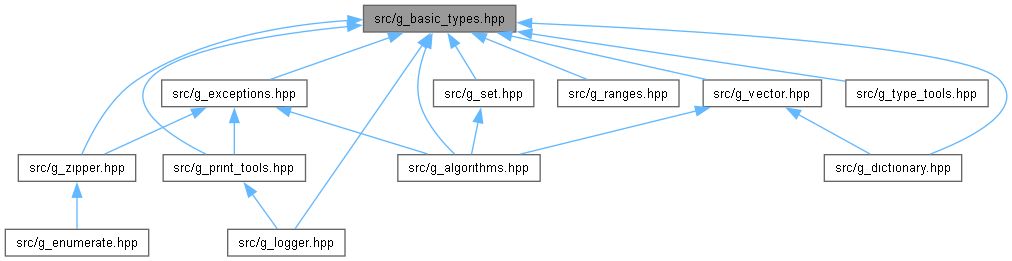 src/g_basic_types.hpp
src/g_exceptions.hpp
src/g_set.hpp
src/g_ranges.hpp
src/g_vector.hpp
src/g_type_tools.hpp
src/g_zipper.hpp
src/g_print_tools.hpp
src/g_algorithms.hpp
src/g_dictionary.hpp
src/g_enumerate.hpp
src/g_logger.hpp